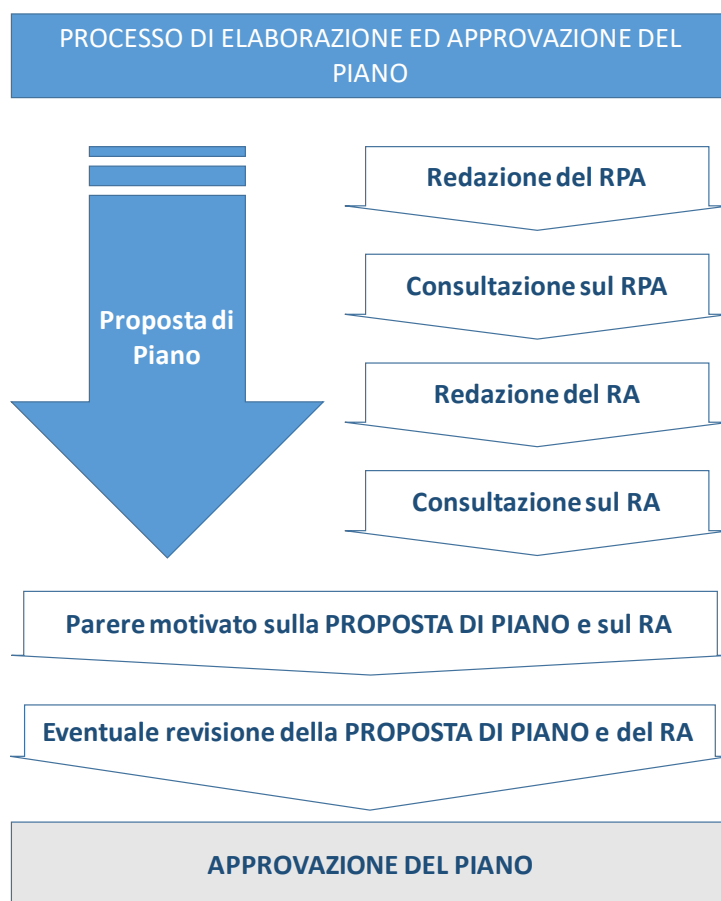 PROCESSO DI ELABORAZIONE ED APPROVAZIONE DEL
PIANO
Proposta di
Piano
Redazione del RPA
Consultazione sul RPA
Redazione del RA
Consultazione sul RA
Parere motivato sulla PROPOSTA DI PIANO e sul RA
Eventuale revisione della PROPOSTA DI PIANO e del RA
APPROVAZIONE DEL PIANO